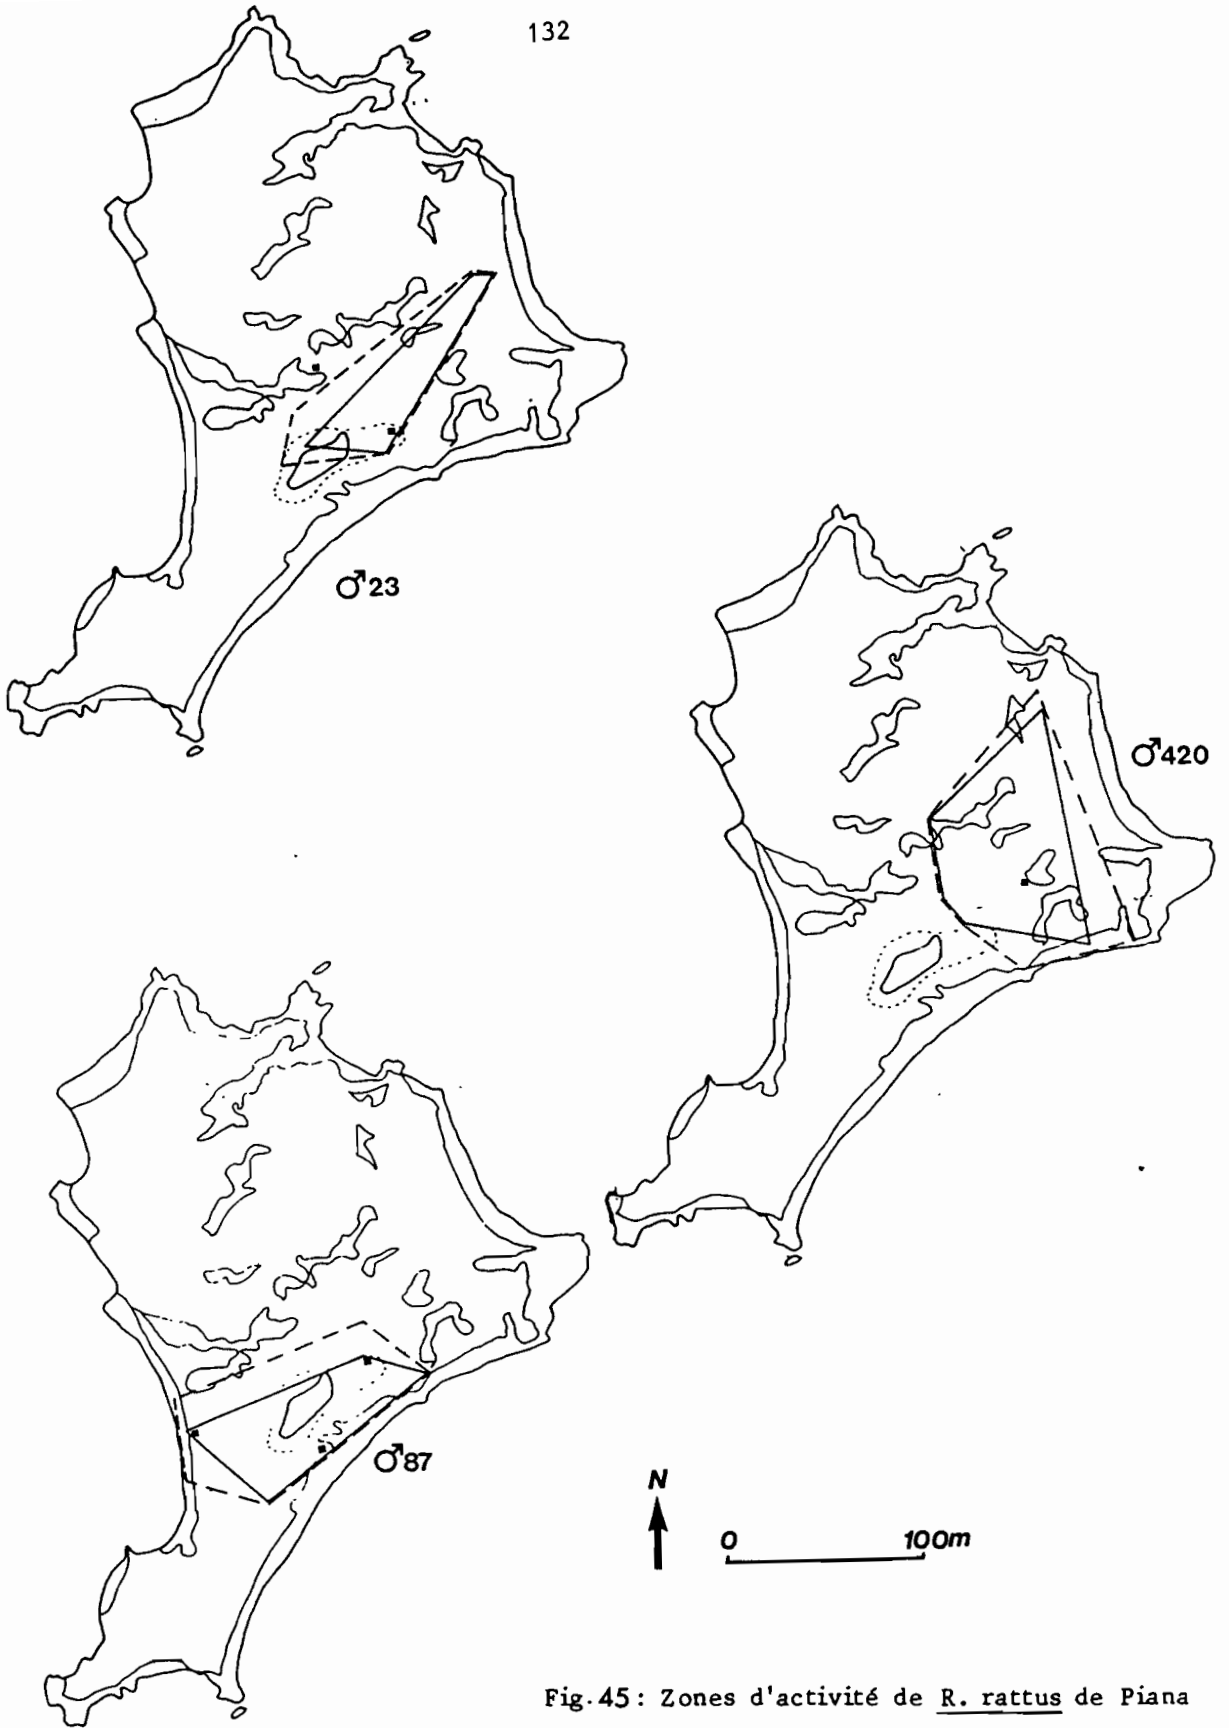 132
♂23
♂420
♂87
N
0 100m
Fig. 45: Zones d'activité de R. rattus de Piana